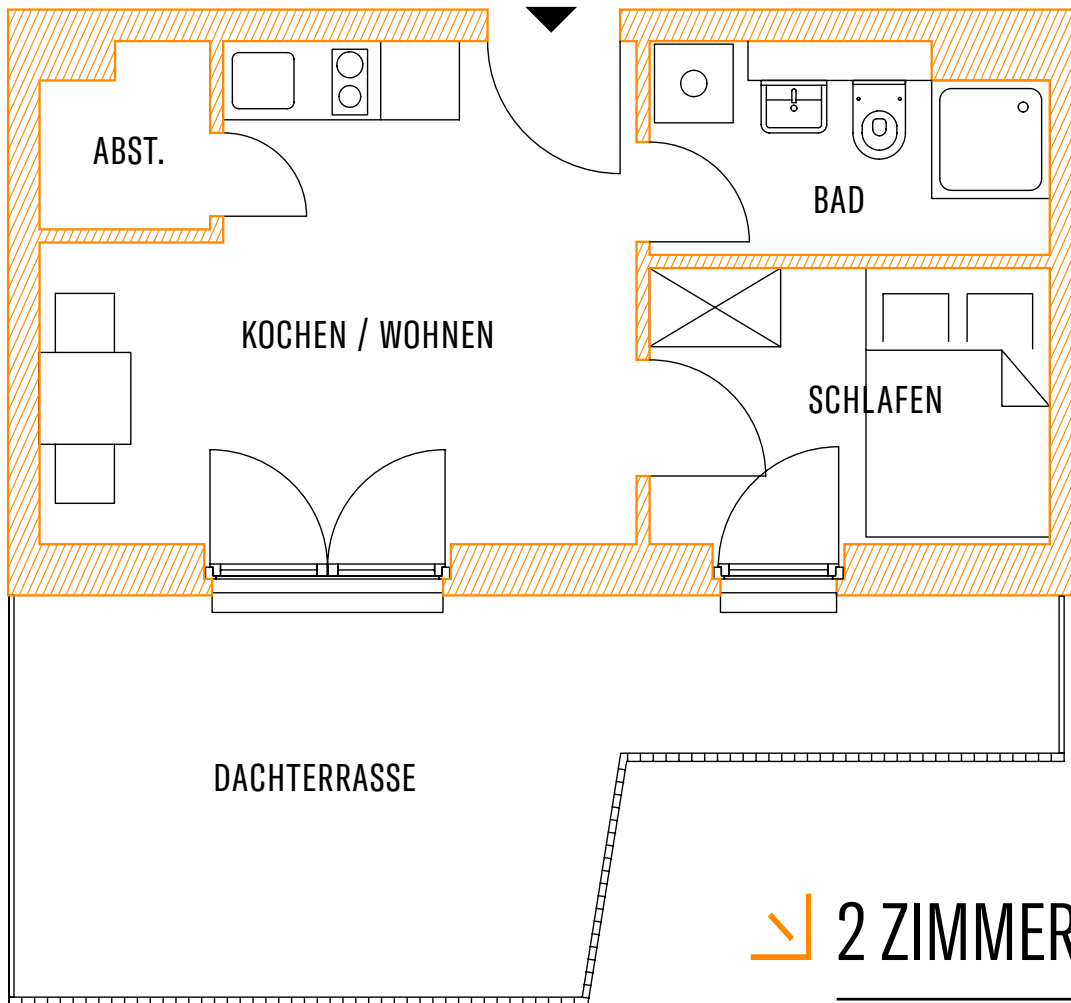 ABST.
BAD
KOCHEN / WOHNEN
SCHLAFEN
DACHTERRASSE
2 ZIMMER